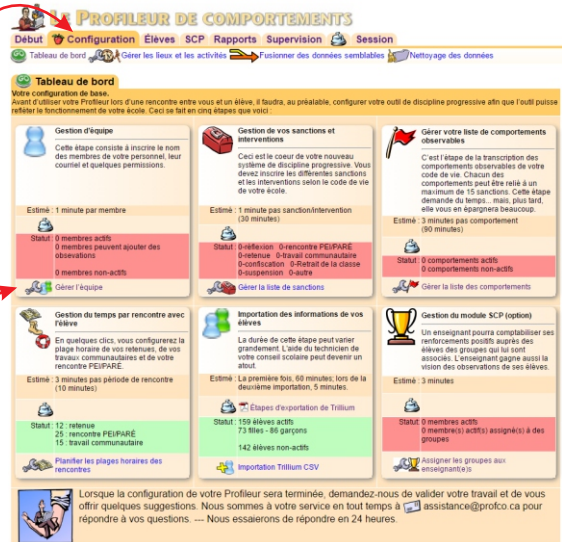 LE PROFILEUR DE COMPORTEMENTS
Début Configuration Élèves SCP Rapports Supervision Session
Tableau de bord Gérer les lieux et les activités Fusionner des données semblables Nettoyage des données
Tableau de bord
Votre configuration de base.
Avant d'utiliser votre Profileur lors d'une rencontre entre vous et un élève, il faudra, au préalable, configurer votre outil de discipline progressive afin que l'outil puisse
refléter le fonctionnement de votre école. Ceci se fait en cinq étapes que voici :
Gestion d'équipe
Cette étape consiste à inscrire le nom
des membres de votre personnel, leur
courriel et quelques permissions.
Estimé : 1 minute par membre
Statut : 0 membres actifs
0 membres peuvent ajouter des
obsevations
0 membres non-actifs
Gérer l'équipe
Gestion de vos sanctions et
interventions
Ceci est le coeur de votre nouveau
système de discipline progressive. Vous
devez inscrire les différentes sanctions
et les interventions selon le code de vie
de votre école.
Estimé : 1 minute pas sanction/intervention
(30 minutes)
Statut : 0-réflexion 0-rencontre PEI/PARÉ
0-retenue 0-travail communautaire
0-confiscation 0-Retrait de la classe
0-suspension 0-autre
Gérer la liste de sanctions
Gérer votre liste de comportements
observables
C'est l'étape de la transcription des
comportements observables de votre
code de vie. Chacun des
comportements peut être relié à un
maximum de 15 sanctions. Cette étape
demande du temps... mais, plus tard,
elle vous en épargnera beaucoup.
Estimé : 3 minutes pas comportement
(90 minutes)
Statut : 0 comportements actifs
0 comportements non-actifs
Gérer la liste des comportements
Gestion du temps par rencontre avec
l'élève
En quelques clics, vous configurerez la
plage horaire de vos retenues, de vos
travaux communautaires et de votre
rencontre PEI/PARÉ.
Estimé : 3 minutes pas période de rencontre
(10 minutes)
Statut : 12 : retenue
25 : rencontre PEI/PARÉ
15 : travail communautaire
Planifier les plages horaires des
rencontres
Importation des informations de vos
élèves
La durée de cette étape peut varier
grandement. L'aide du technicien de
votre conseil scolaire peut devenir un
atout.
Estimé : La première fois, 60 minutes; lors de la
deuxième importation, 5 minutes.
Étapes d'exportation de Trillium
Statut : 159 élèves actifs
73 filles - 86 garçons
142 élèves non-actifs
Importation Trillium CSV
Gestion du module SCP (option)
Un enseignant pourra comptabiliser ses
renforcements positifs auprès des
élèves des groupes qui lui sont
associés. L'enseignant gagne aussi la
vision des observations de ses élèves.
Estimé : 3 minutes
Statut : 0 membres actifs
0 membre(s) actif(s) assigné(s) à des
groupes
Assigner les groupes aux
enseignant(e)s
Lorsque la configuration de votre Profileur sera terminée, demandez-nous de valider votre travail et de vous
offrir quelques suggestions. Nous sommes à votre service en tout temps à assistance@profco.ca pour
répondre à vos questions. --- Nous essaierons de répondre en 24 heures.